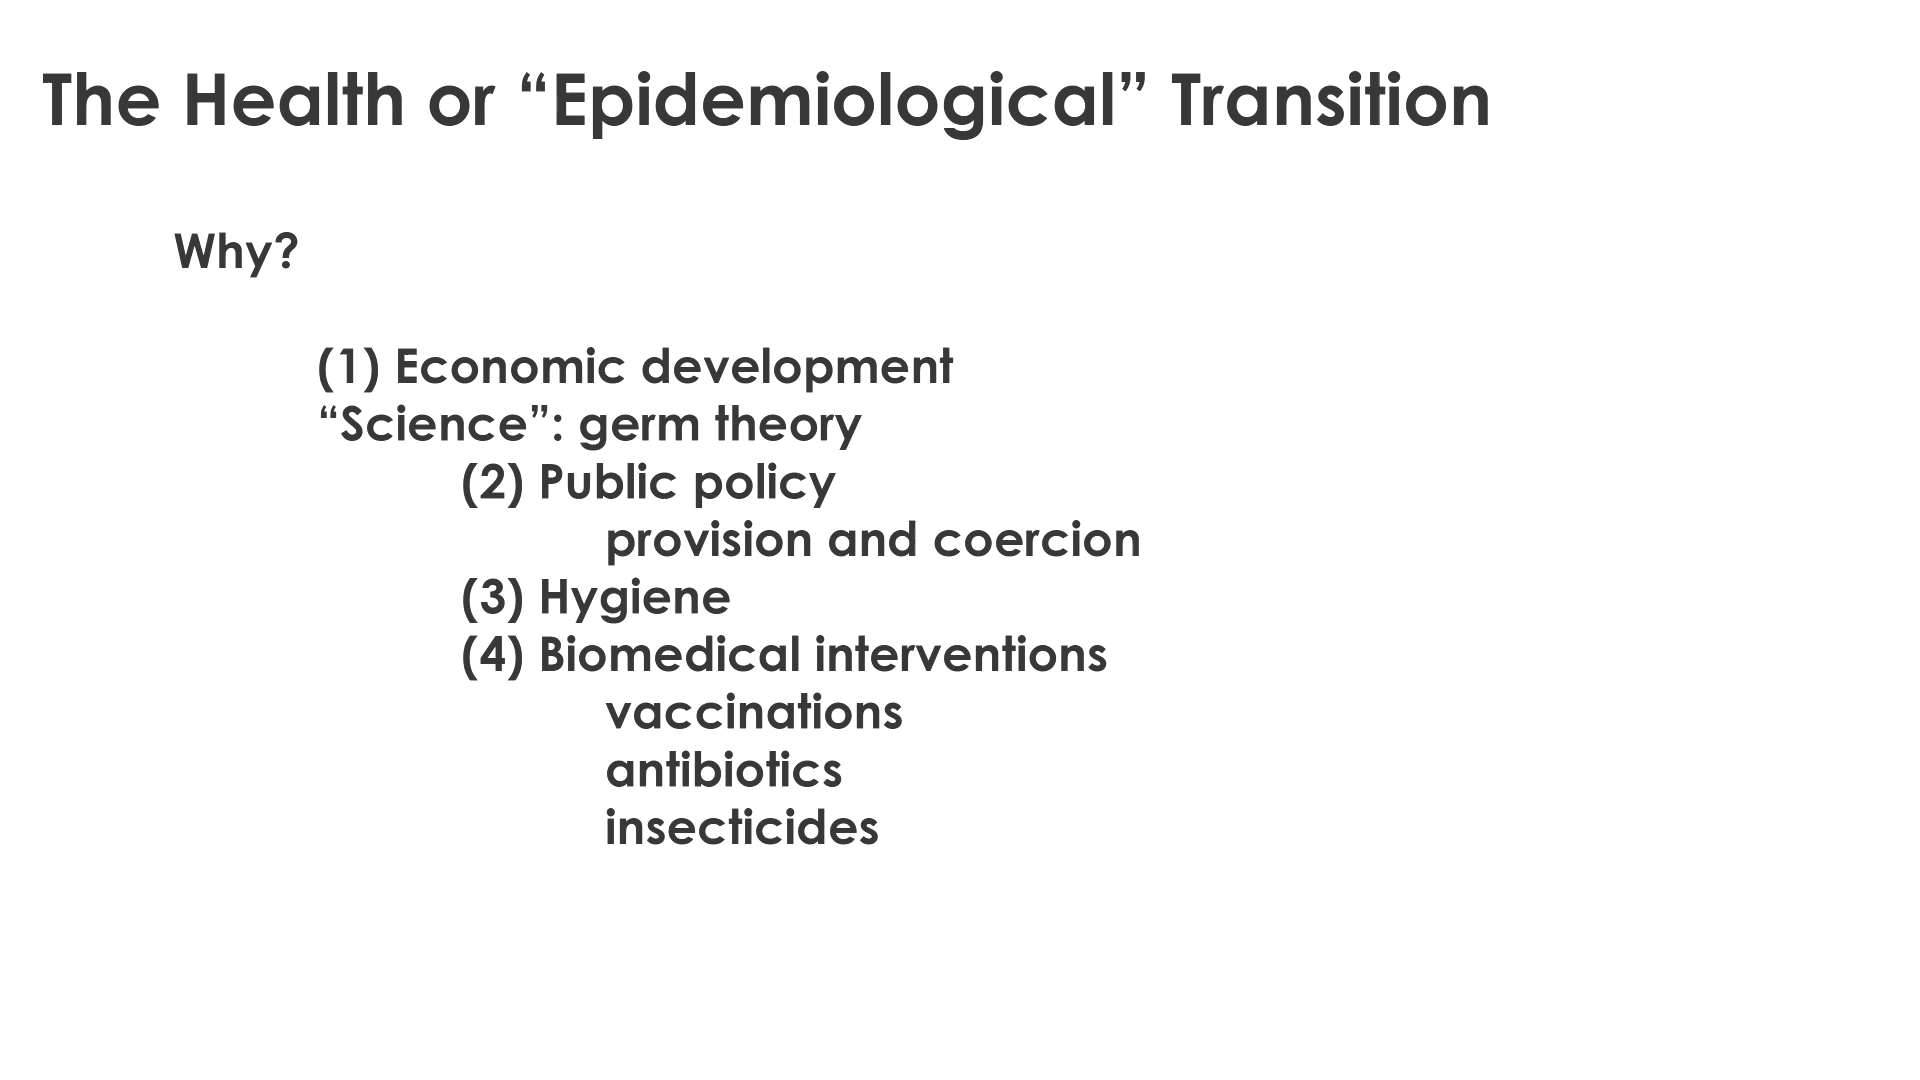 The Health or “Epidemiological” Transition
Why?
(1) Economic development
“Science”: germ theory
(2) Public policy
provision and coercion
(3) Hygiene
(4) Biomedical interventions
vaccinations
antibiotics
insecticides